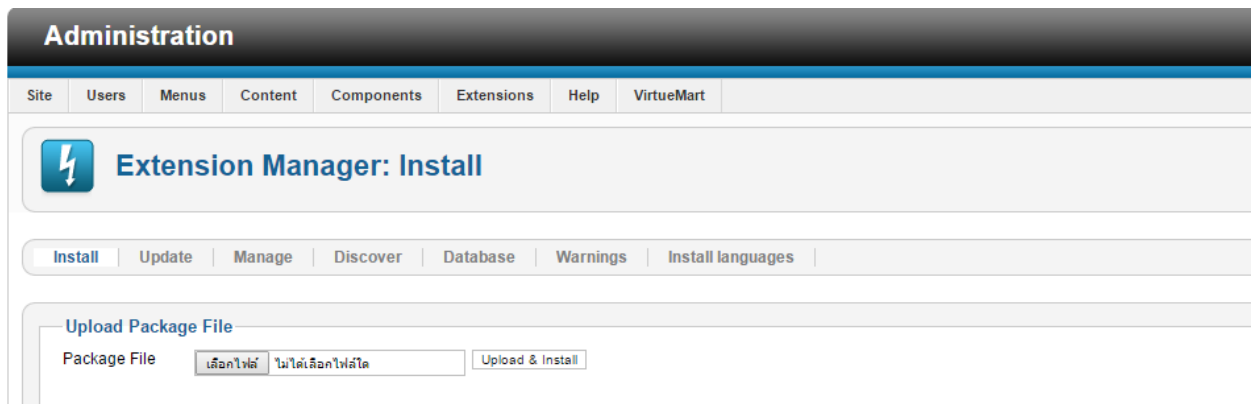 Administration
Site Users Menus Content Components Extensions Help VirtueMart
Extension Manager: Install
Install Update Manage Discover Database Warnings Install languages
Upload Package File
Package File เลือกไฟล์ ไม่ได้เลือกไฟล์ใด Upload & Install